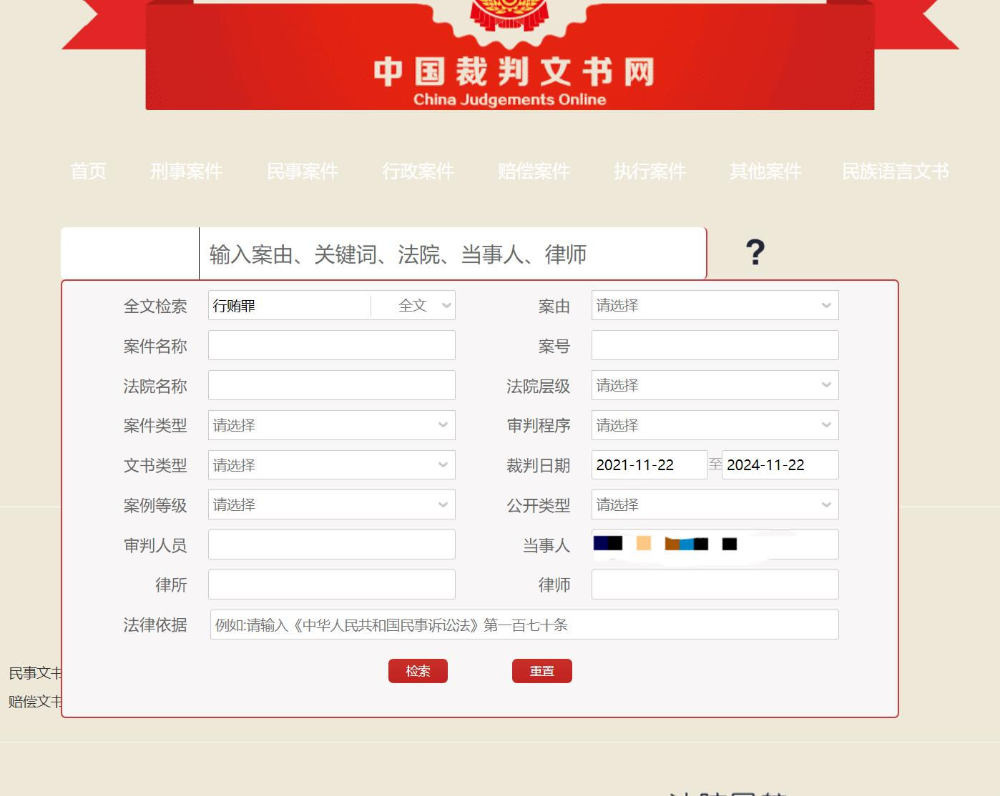 中国裁判文书网
China Judgements Online
首页 刑事案件 民事案件 行政案件 赔偿案件 执行案件 其他案件 民族语言文书
输入案由、关键词、法院、当事人、律师 ?
全文检索 行贿罪 全文 案由 请选择
案件名称 案号
法院名称 法院层级 请选择
案件类型 请选择 审判程序 请选择
文书类型 请选择 裁判日期 2021-11-22 至 2024-11-22
案例等级 请选择 公开类型 请选择
审判人员 当事人
律所 律师
法律依据 例如:请输入《中华人民共和国民事诉讼法》第一百七十条
检索 重置
民事文书
赔偿文书